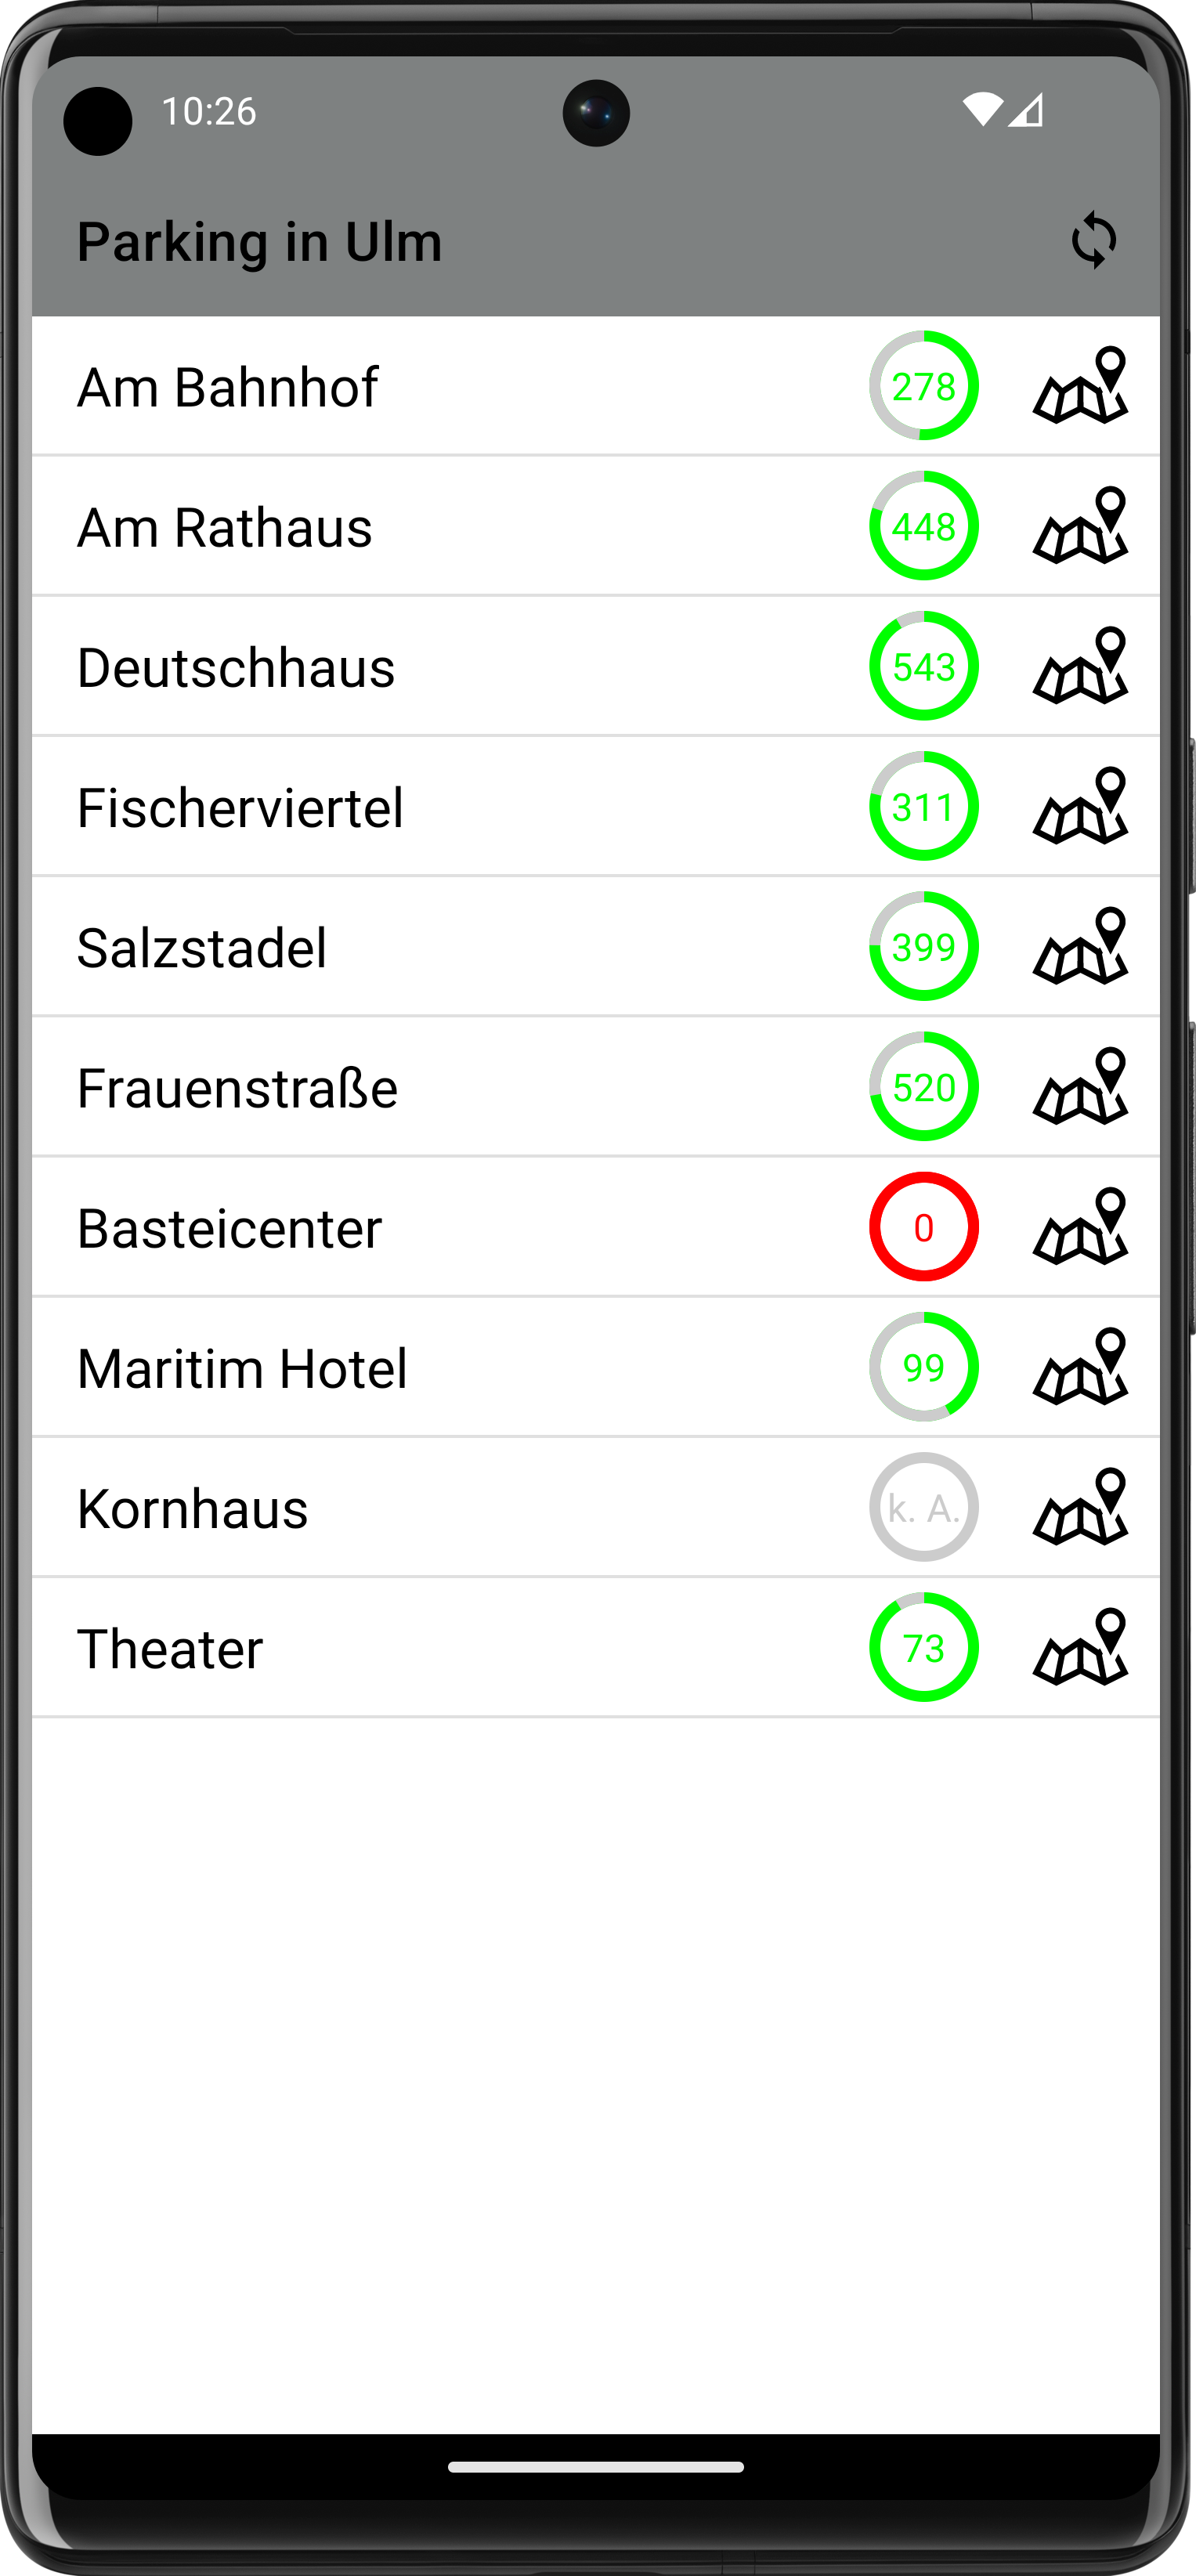 10:26
Parking in Ulm
Am Bahnhof 278
Am Rathaus 448
Deutschhaus 543
Fischerviertel 311
Salzstadel 399
Frauenstraße 520
Basteicenter 0
Maritim Hotel 99
Kornhaus k. A.
Theater 73